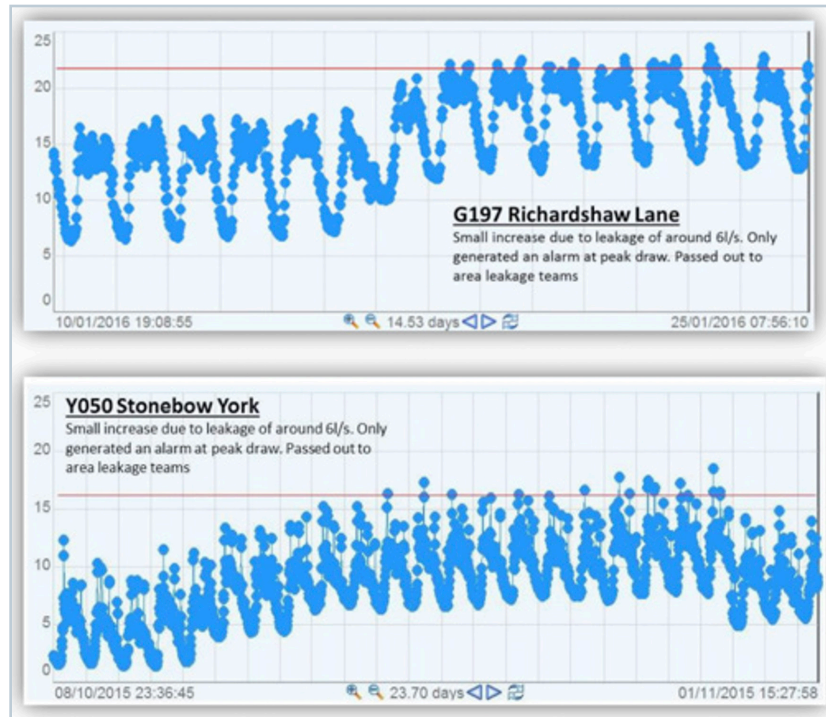 25
20
15
10
5
0
G197 Richardshaw Lane
Small increase due to leakage of around 6l/s. Only
generated an alarm at peak draw. Passed out to
area leakage teams
10/01/2016 19:08:55
14.53 days
25/01/2016 07:56:10
25
20
15
10
5
0
Y050 Stonebow York
Small increase due to leakage of around 6l/s. Only
generated an alarm at peak draw. Passed out to
area leakage teams
08/10/2015 23:36:45
23.70 days
01/11/2015 15:27:58